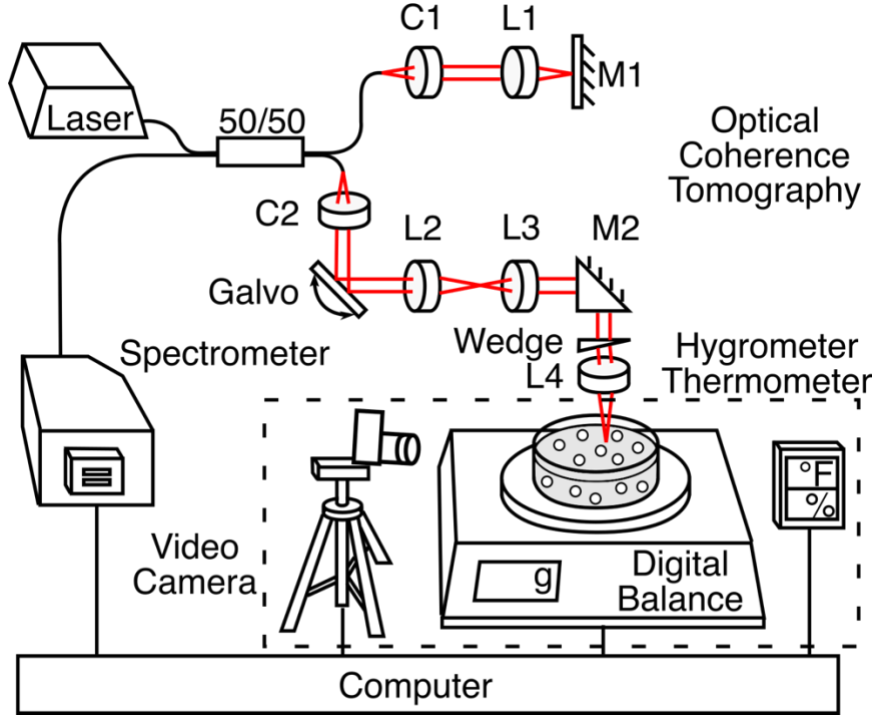 C1
L1
M1
Laser
50/50
Optical
Coherence
Tomography
C2
L2
L3
M2
Galvo
Wedge
L4
Spectrometer
Hygrometer
Thermometer
°F
%
Video
Camera
g
Digital
Balance
Computer